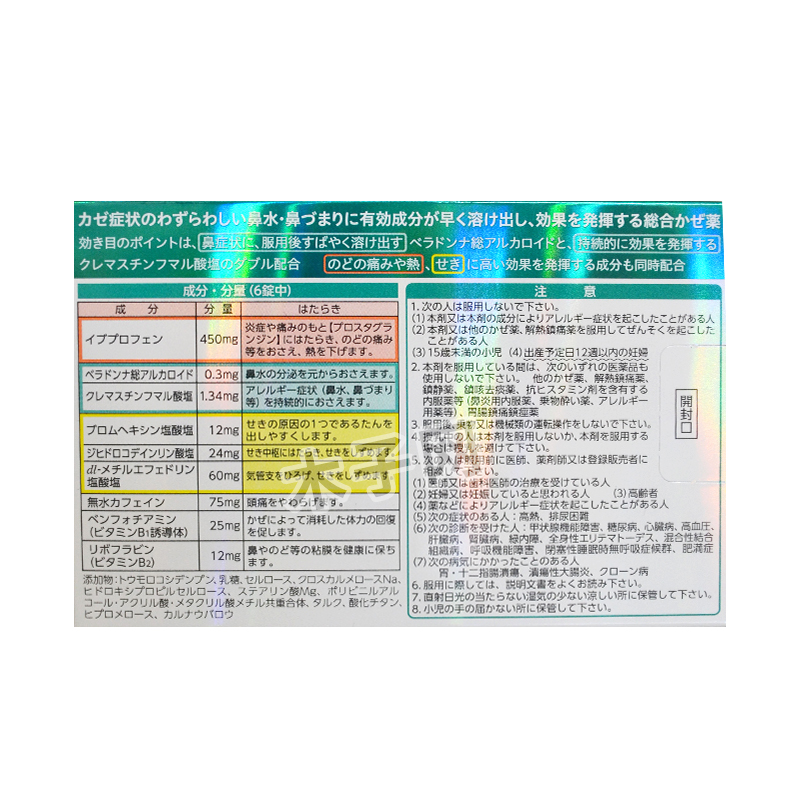 カゼ症状のわずらわしい鼻水・鼻づまりに有効成分が早く溶け出し、効果を発揮する総合かぜ薬
効き目のポイントは、鼻症状に、服用後すばやく溶け出すベラドンナ総アルカロイドと、持続的に効果を発揮する
クレマスチンフマル酸塩のダブル配合 のどの痛みや熱、せきに高い効果を発揮する成分も同時配合
成分・分量(6錠中)
成分 分量 はたらき
イブプロフェン 450mg 炎症や痛みのもと【プロスタグラ
ンジン】にはたらき、のどの痛み
等をおさえ、熱を下げます。
ベラドンナ総アルカロイド 0.3mg 鼻水の分泌を元からおさえます。
クレマスチンフマル酸塩 1.34mg アレルギー症状(鼻水、鼻づまり
等)を持続的におさえます。
ブロムヘキシン塩酸塩 12mg せきの原因の1つであるたんを
出しやすくします。
ジヒドロコデインリン酸塩 24mg せき中枢にはたらき、せきをしずめます。
dl-メチルエフェドリン
塩酸塩 60mg 気管支をひろげ、せきをしずめます。
無水カフェイン 75mg 頭痛をやわらげます。
ベンフォチアミン
(ビタミンB1誘導体) 25mg かぜによって消耗した体力の回復
を促します。
リボフラビン
(ビタミンB2) 12mg 鼻やのど等の粘膜を健康に保ち
ます。
添加物:トウモロコシデンプン、乳糖、セルロース、クロスカルメロースNa、
ヒドロキシプロピルセルロース、ステアリン酸Mg、ポリビニルアル
コール・アクリル酸・メタクリル酸メチル共重合体、タルク、酸化チタン、
ヒプロメロース、カルナウバロウ
注意
1. 次の人は服用しないで下さい。
(1)本剤又は本剤の成分によりアレルギー症状を起こしたことがある人
(2)本剤又は他のかぜ薬、解熱鎮痛薬を服用してぜんそくを起こした
ことがある人
(3)15歳未満の小児 (4)出産予定日12週以内の妊婦
2. 本剤を服用している間は、次のいずれの医薬品も
使用しないで下さい。 他のかぜ薬、解熱鎮痛薬、
鎮静薬、鎮咳去痰薬、抗ヒスタミン剤を含有する
内服薬等(鼻炎用内服薬、乗物酔い薬、アレルギー
用薬等)、胃腸鎮痛鎮痙薬
3. 服用後、乗物又は機械類の運転操作をしないで下さい。
4. 授乳中の人は本剤を服用しないか、本剤を服用する
場合は授乳を避けて下さい。
5. 次の人は服用前に医師、薬剤師又は登録販売者に
相談して下さい。
(1)医師又は歯科医師の治療を受けている人
(2)妊婦又は妊娠していると思われる人 (3)高齢者
(4)薬などによりアレルギー症状を起こしたことがある人
(5)次の症状のある人:高熱、排尿困難
(6)次の診断を受けた人:甲状腺機能障害、糖尿病、心臓病、高血圧、
肝臓病、腎臓病、緑内障、全身性エリテマトーデス、混合性結合
組織病、呼吸機能障害、閉塞性睡眠時無呼吸症候群、肥満症
(7)次の病気にかかったことのある人
胃・十二指腸潰瘍、潰瘍性大腸炎、クローン病
6. 服用に際しては、説明文書をよくお読み下さい。
7. 直射日光の当たらない湿気の少ない涼しい所に保管して下さい。
8. 小児の手の届かない所に保管して下さい。
開封口